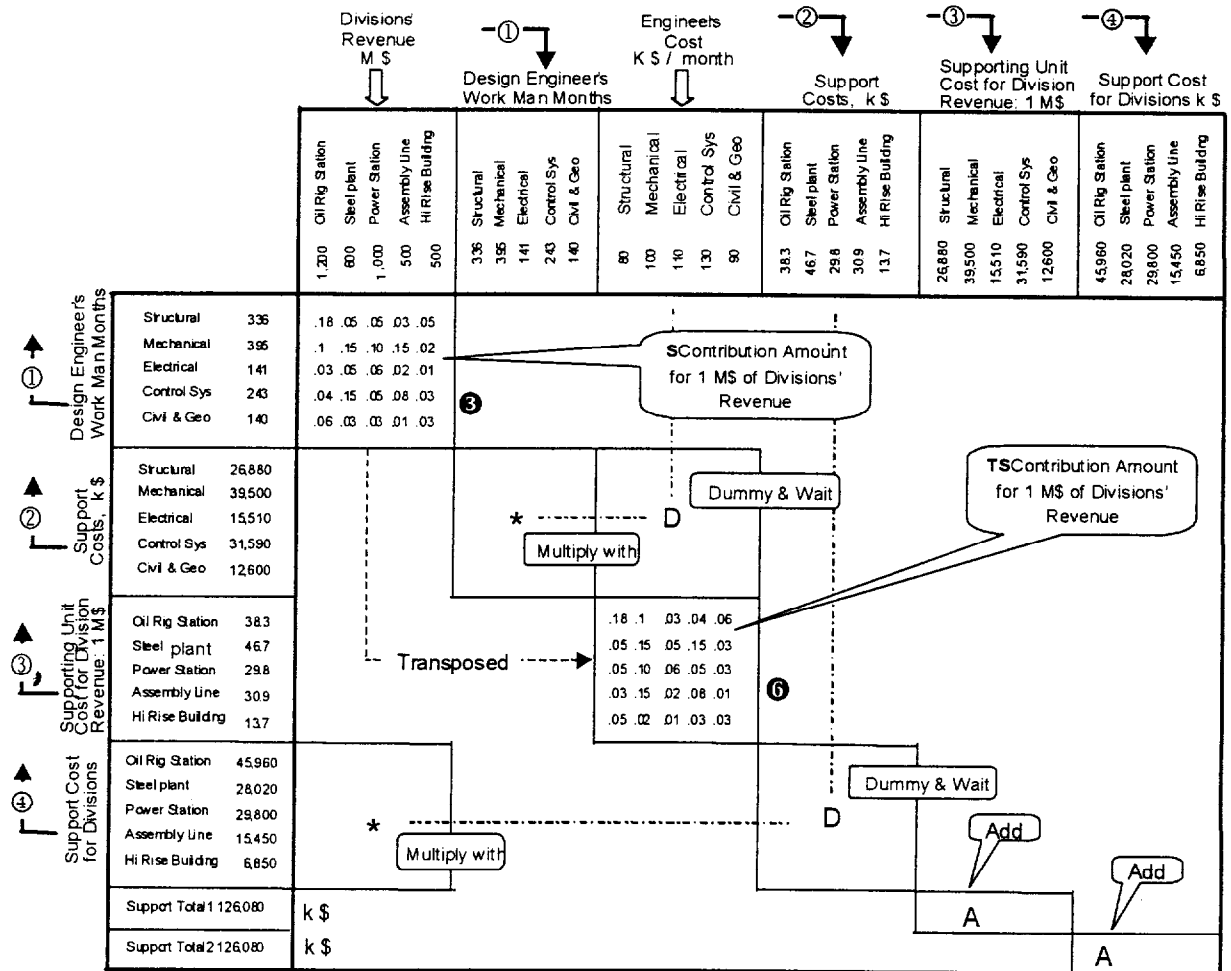 Divisions' Revenue M $
① 
Engineers Cost K $ / month
②
③
④
Design Engineer's Work Man Months
Support Costs, k $
Supporting Unit Cost for Division Revenue: 1 M$
Support Cost for Divisions k $
1,200 Oil Rig Station
600 Steel plant
1,000 Power Station
500 Assembly Line
500 Hi Rise Building
336 Structural
395 Mechanical
141 Electrical
243 Control Sys
140 Civil & Geo
80 Structural
100 Mechanical
110 Electrical
130 Control Sys
90 Civil & Geo
38.3 Oil Rig Station
46.7 Steel plant
29.8 Power Station
30.9 Assembly Line
13.7 Hi Rise Building
26,880 Structural
39,500 Mechanical
15,510 Electrical
31,590 Control Sys
12600 Civil & Geo
45,960 Oil Rig Station
28,020 Steel plant
29,800 Power Station
15,450 Assembly Line
6,850 Hi Rise Building
①
Design Engineer's Work Man Months
Structural 336 .18 .05 .05 .03 .05
Mechanical 395 .1 .15 .10 .15 .02
Electrical 141 .03 .05 .06 .02 .01
Control Sys 243 .04 .15 .05 .08 .03
Civil & Geo 140 .06 .03 .03 .01 .03
❸
SContribution Amount
for 1 M$ of Divisions'
Revenue
②
Support Costs, k $
Structural 26,880
Mechanical 39,500
Electrical 15,510
Control Sys 31,590
Civil & Geo 12,600
* D
Multiply with
Dummy & Wait
TSContribution Amount
for 1 M$ of Divisions'
Revenue
③,
Supporting Unit Cost for Division Revenue: 1 M$
Oil Rig Station 38.3 .18 .1 .03 .04 .06
Steel plant 46.7 .05 .15 .05 .15 .03
Power Station 29.8 .05 .10 .06 .05 .03
Assembly Line 30.9 .03 .15 .02 .08 .01
Hi Rise Building 13.7 .05 .02 .01 .03 .03
Transposed
❻
④
Support Cost for Divisions
Oil Rig Station 45,960
Steel plant 28,020
Power Station 29,800
Assembly Line 15,450
Hi Rise Building 6,850
* D
Multiply with
Dummy & Wait
Add
Add
Support Total1 126,080 k $ A
Support Total2 126,080 k $ A